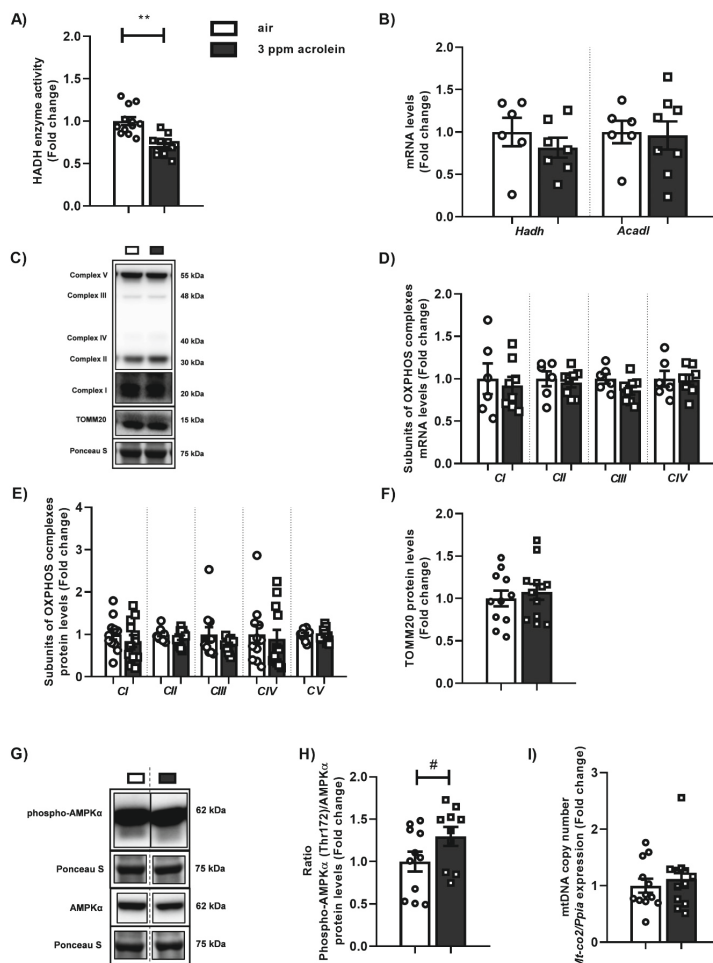 A)
**
HADH enzyme activity
(Fold change)
2.0
1.5
1.0
0.5
0.0
air
3 ppm acrolein
B)
mRNA levels
(Fold change)
2.0
1.5
1.0
0.5
0.0
Hadh
Acadl
C)
Complex V
55 kDa
Complex III
48 kDa
Complex IV
40 kDa
Complex II
30 kDa
Complex I
20 kDa
TOMM20
15 kDa
Ponceau S
75 kDa
D)
Subunits of OXPHOS complexes
mRNA levels (Fold change)
2.0
1.5
1.0
0.5
0.0
CI
CII
CIII
CIV
E)
Subunits of OXPHOS ocmplexes
protein levels (Fold change)
4
3
2
1
0
CI
CII
CIII
CIV
CV
F)
TOMM20 protein levels
(Fold change)
2.0
1.5
1.0
0.5
0.0
G)
phospho-AMPKα
62 kDa
Ponceau S
75 kDa
AMPKα
62 kDa
Ponceau S
75 kDa
H)
#
Ratio
Phospho-AMPKα (Thr172)/AMPKα
protein levels (Fold change)
2.0
1.5
1.0
0.5
0.0
I)
mtDNA copy number
Mt-co2/Ppia expression (Fold change)
3
2
1
0